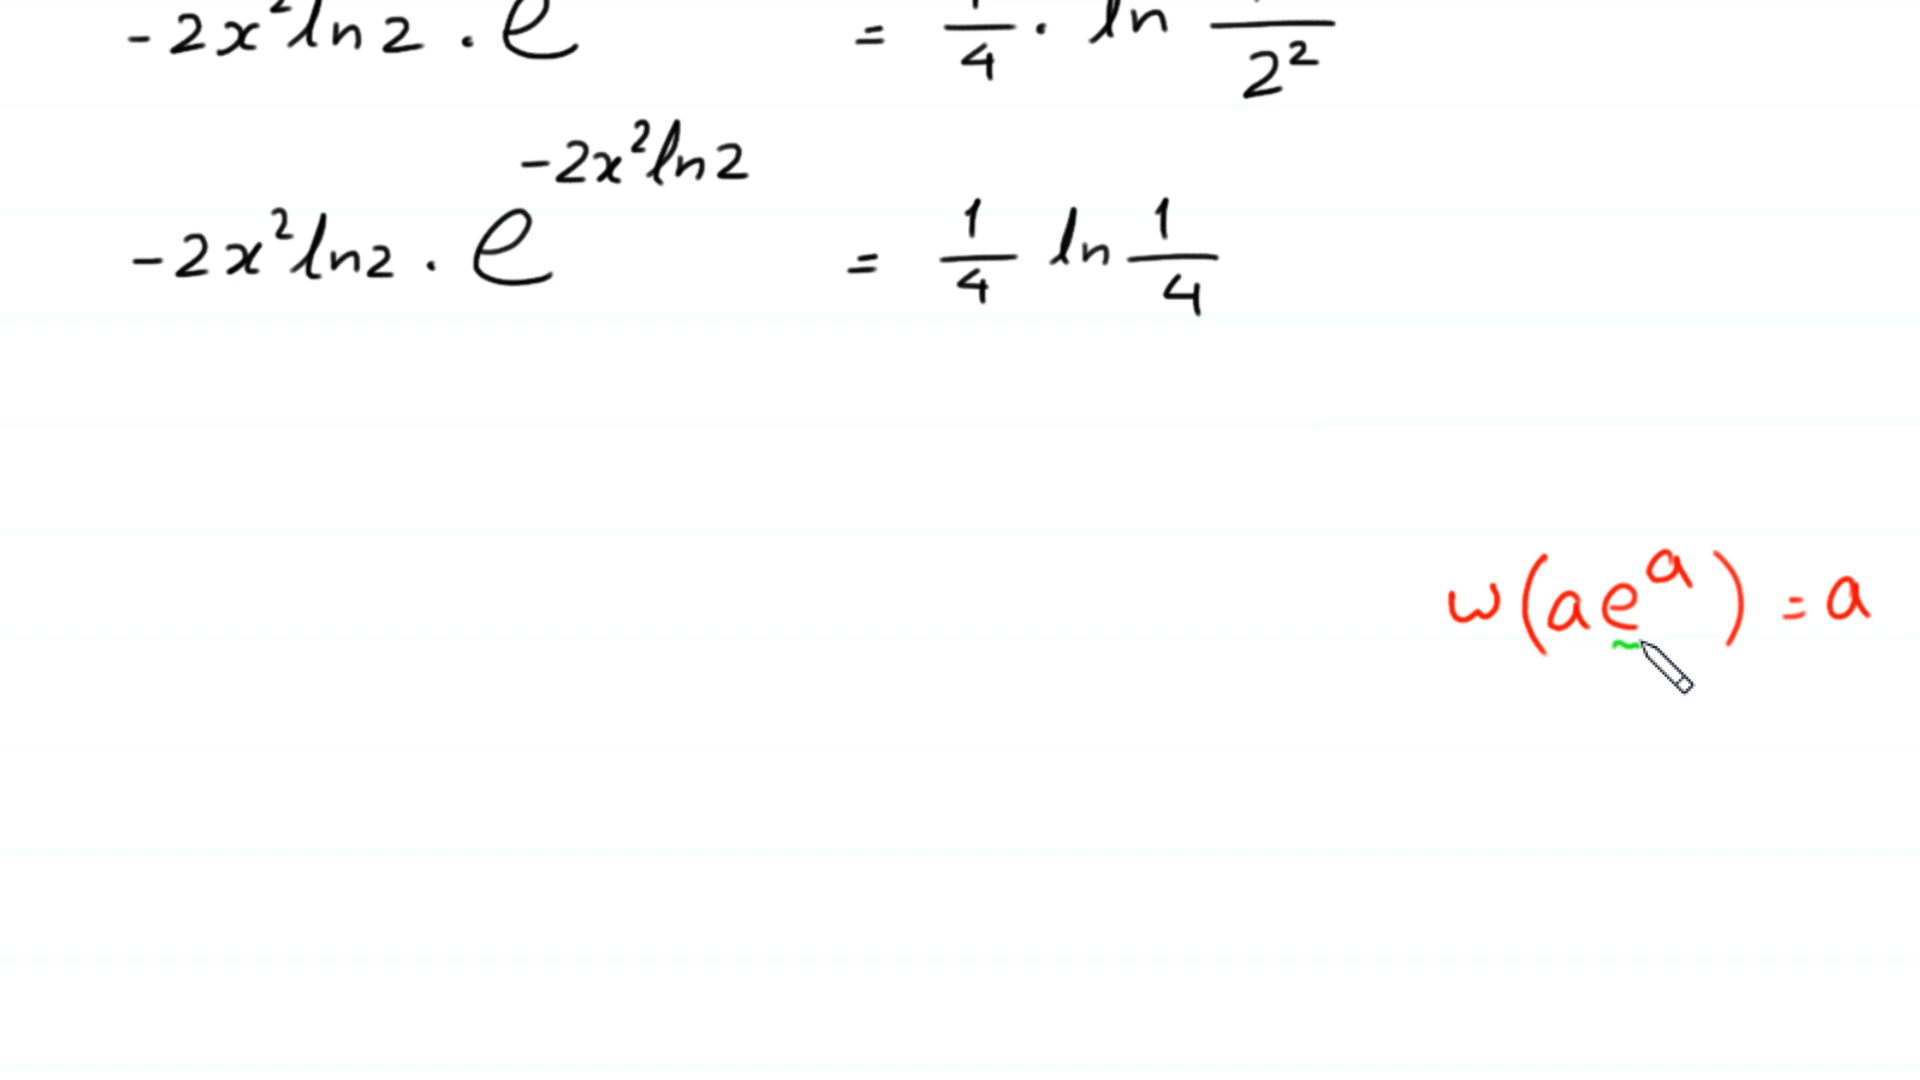 -2x²ln2 · e = 1/4 · ln 1/2²
-2x²ln2 · e^(-2x²ln2) = 1/4 ln 1/4
w(ae^a) = a